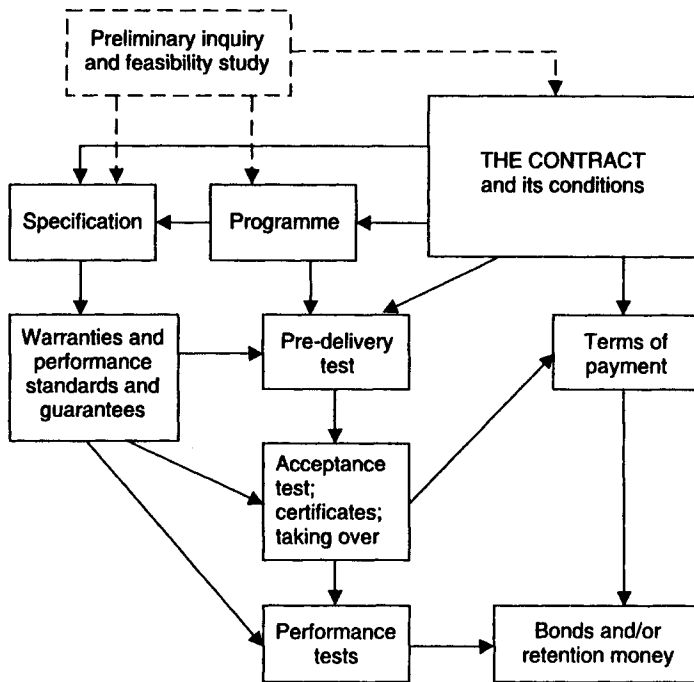 Preliminary inquiry
and feasibility study
THE CONTRACT
and its conditions
Specification
Programme
Warranties and
performance
standards and
guarantees
Pre-delivery
test
Terms of
payment
Acceptance
test;
certificates;
taking over
Performance
tests
Bonds and/or
retention money